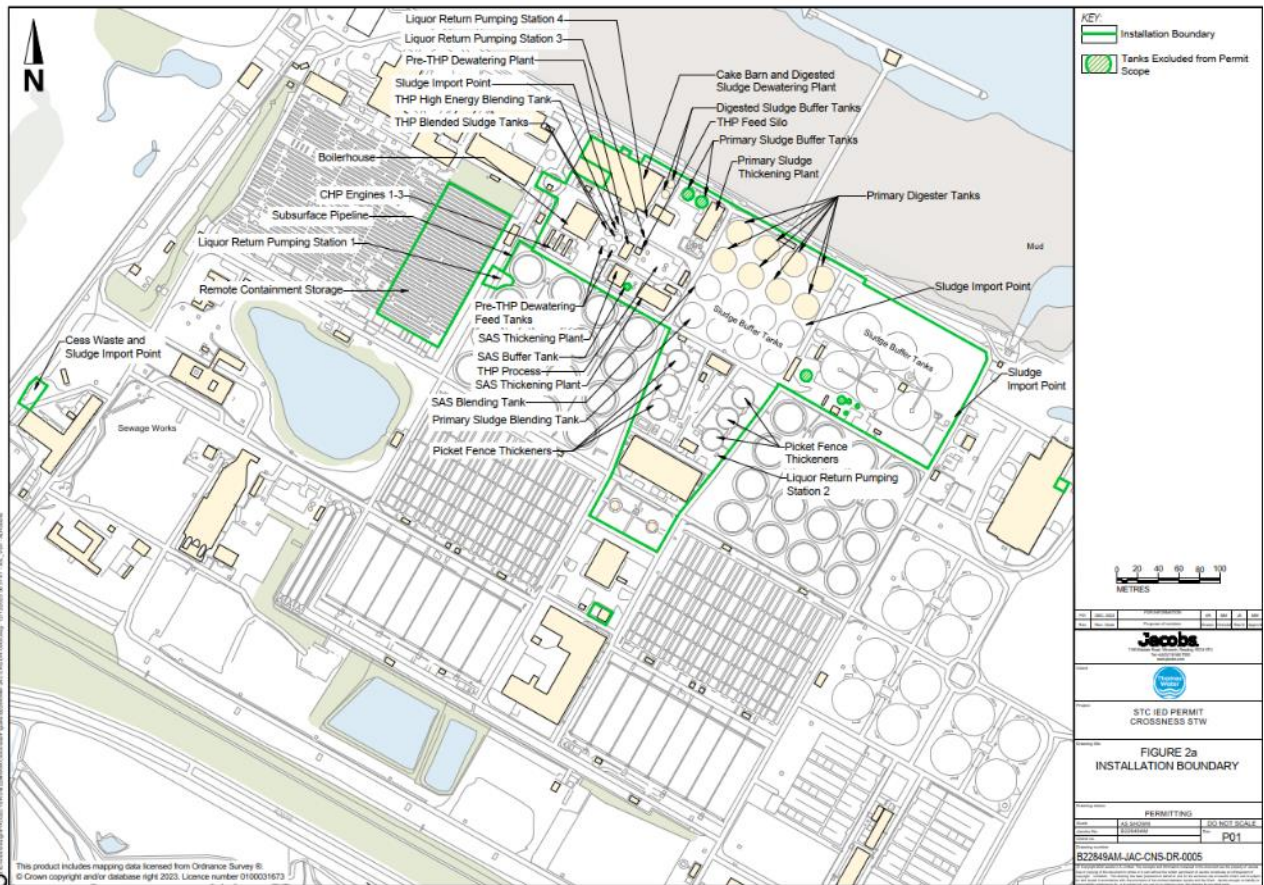 N
Liquor Return Pumping Station 4
Liquor Return Pumping Station 3
Pre-THP Dewatering Plant
Sludge Import Point
THP High Energy Blending Tank
THP Blended Sludge Tanks
Boilerhouse
CHP Engines 1-3
Subsurface Pipeline
Liquor Return Pumping Station 1
Remote Containment Storage
Cess Waste and
Sludge Import Point
Sewage Works
Cake Barn and Digested
Sludge Dewatering Plant
Digested Sludge Buffer Tanks
THP Feed Silo
Primary Sludge Buffer Tanks
Primary Sludge
Thickening Plant
Primary Digester Tanks
Mud
Sludge Import Point
Sludge Buffer Tanks
Sludge Buffer Tanks
Sludge
Import Point
Pre-THP Dewatering
Feed Tanks
SAS Thickening Plant
SAS Buffer Tank
THP Process
SAS Thickening Plant
SAS Blending Tank
Primary Sludge Blending Tank
Picket Fence Thickeners
Picket Fence
Thickeners
Liquor Return Pumping
Station 2
This product includes mapping data licensed from Ordnance Survey ®.
© Crown copyright and/or database right 2023. Licence number 0100031673
KEY:
Installation Boundary
Tanks Excluded from Permit
Scope
0 20 40 60 80 100
METRES
Jacobs
Thames
Water
STC IED PERMIT
CROSSNESS STW
FIGURE 2a
INSTALLATION BOUNDARY
PERMITTING
AS SHOWN
DO NOT SCALE
B22849AM
P01
B22849AM-JAC-CNS-DR-0005